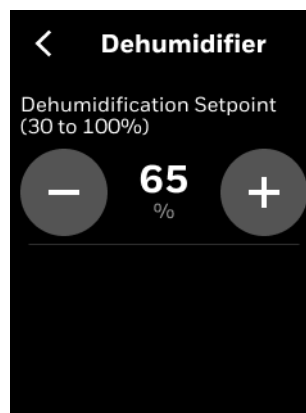 Dehumidifier
Dehumidification Setpoint
(30 to 100%)
65
%